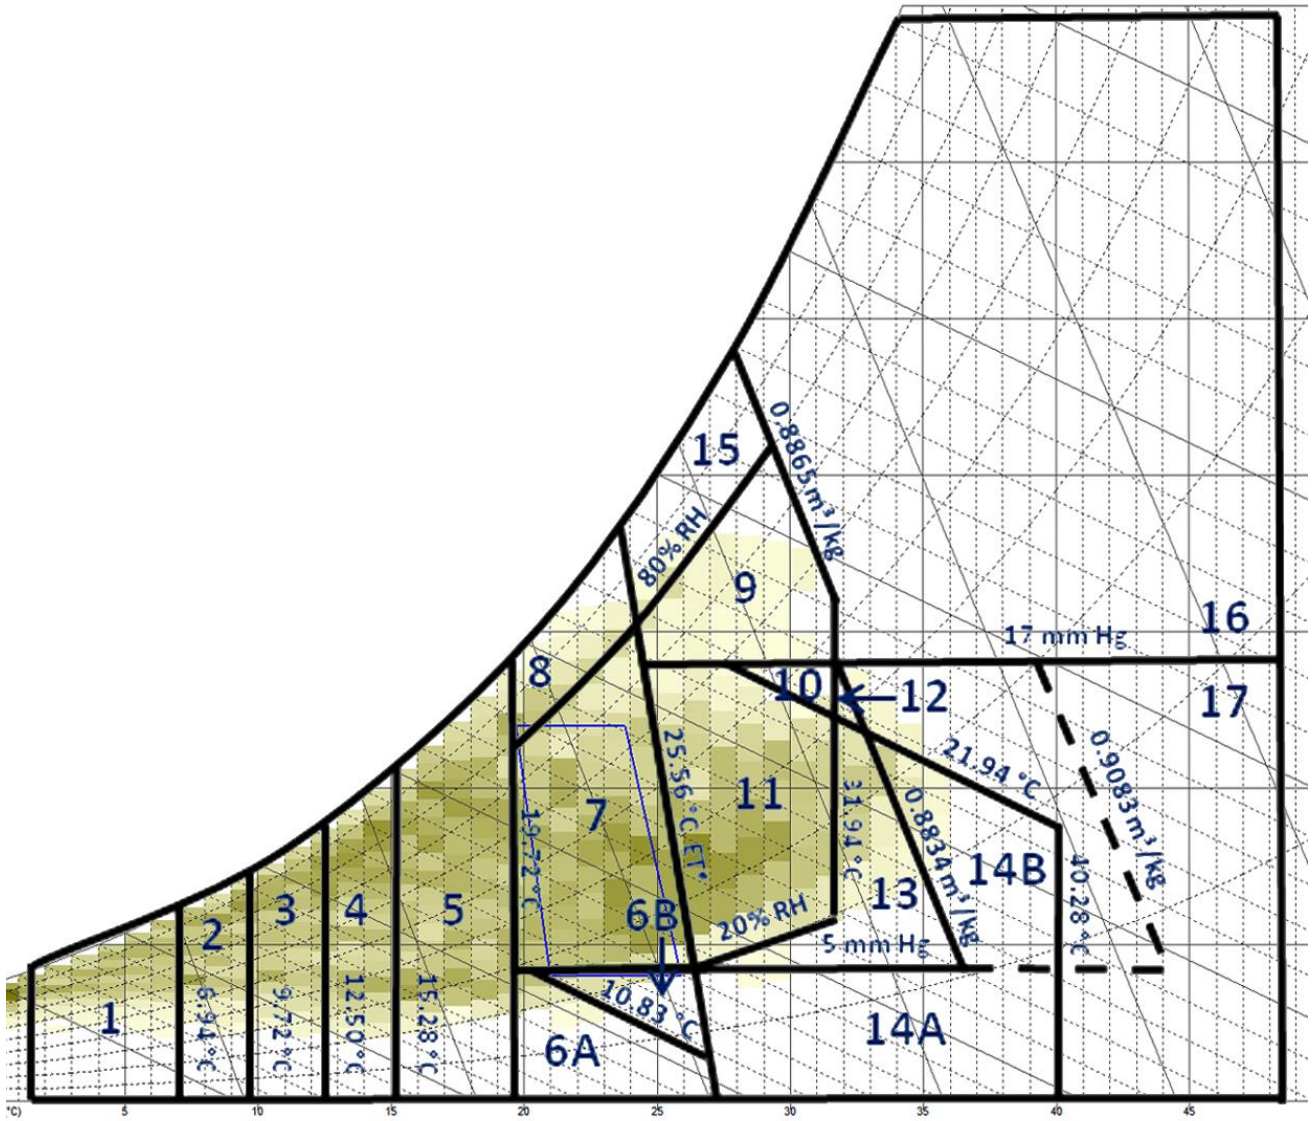 15
0.8865m³/kg
80% RH
9
16
17 mm Hg
8
10
12
17
25.56 °C ET*
21.94 °C
0.9083m³/kg
7
11
31.94 °C
0.8834m³/kg
14B
19.72 °C
13
40.28 °C
2
3
4
5
6B
20% RH
5 mm Hg
1
6.94 °C
9.72 °C
12.50 °C
15.28 °C
10.83 °C
6A
14A
°C)
5
10
15
20
25
30
35
40
45